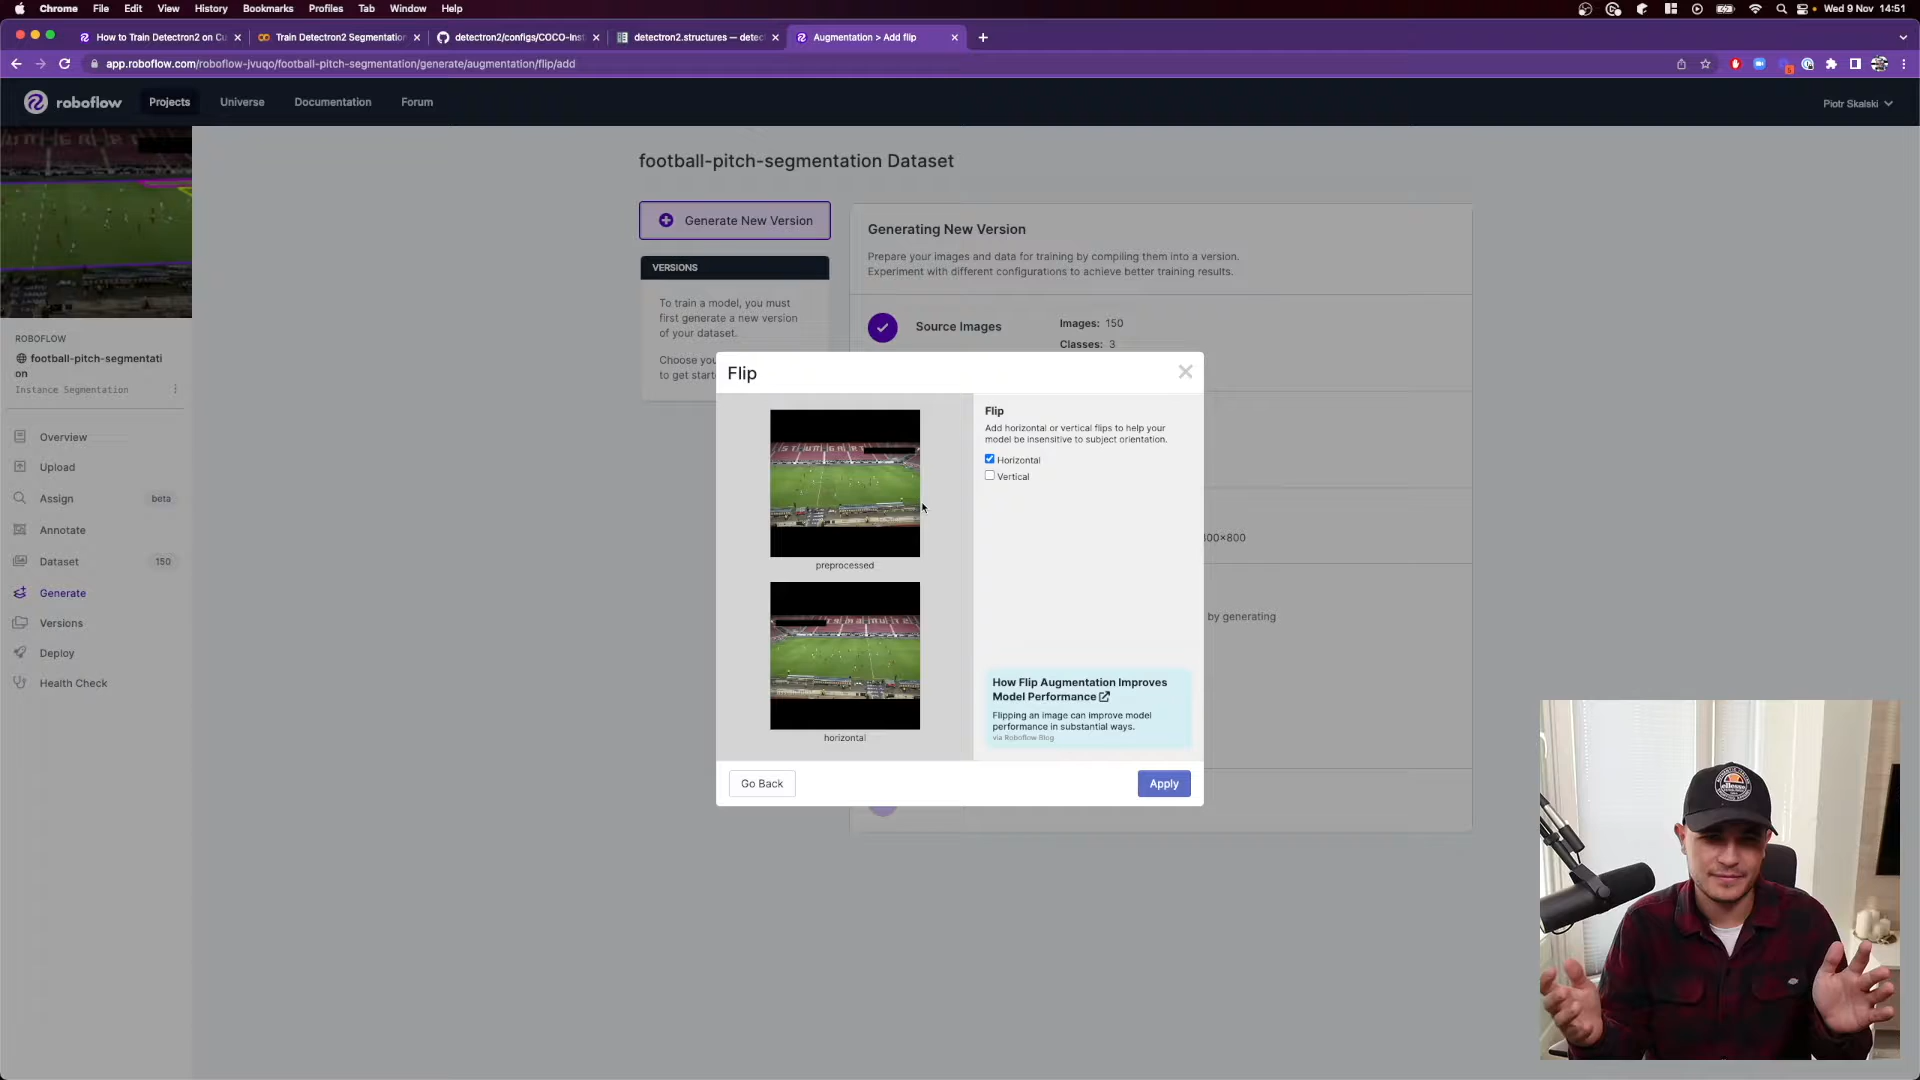 Chrome File Edit View History Bookmarks Profiles Tab Window Help
Wed 9 Nov 14:51
How to Train Detectron2 on Cu
Train Detectron2 Segmentation
detectron2/configs/COCO-Inst
detectron2.structures — detec
Augmentation > Add flip
app.roboflow.com/roboflow-jvuqo/football-pitch-segmentation/generate/augmentation/flip/add
roboflow
Projects
Universe
Documentation
Forum
Piotr Skalski
football-pitch-segmentation Dataset
Generate New Version
VERSIONS
To train a model, you must
first generate a new version
of your dataset.
Choose you
to get start
Generating New Version
Prepare your images and data for training by compiling them into a version.
Experiment with different configurations to achieve better training results.
Source Images
Images: 150
Classes: 3
00×800
by generating
ROBOFLOW
football-pitch-segmentati
on
Instance Segmentation
Overview
Upload
Assign beta
Annotate
Dataset 150
Generate
Versions
Deploy
Health Check
Flip
preprocessed
horizontal
Flip
Add horizontal or vertical flips to help your
model be insensitive to subject orientation.
Horizontal
Vertical
How Flip Augmentation Improves
Model Performance
Flipping an image can improve model
performance in substantial ways.
via Roboflow Blog
Go Back
Apply
ellesse